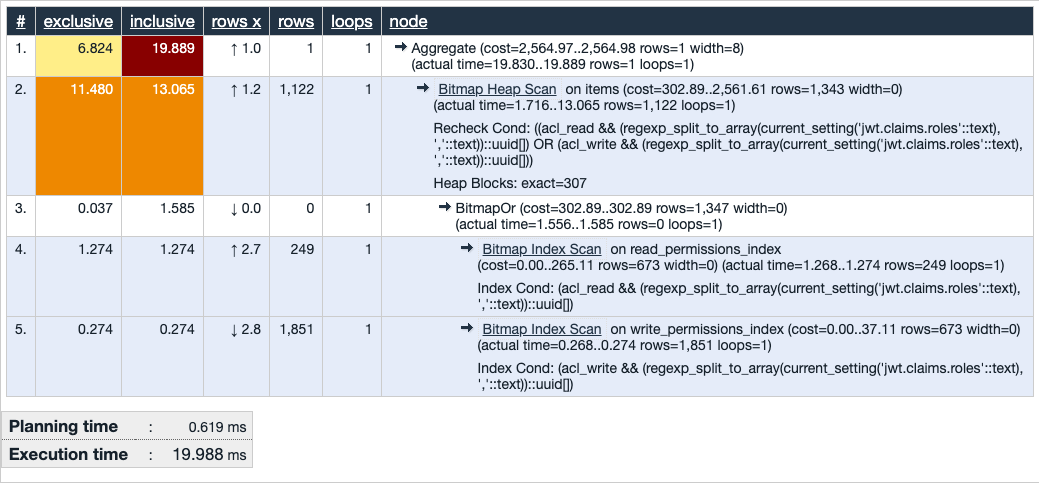 # exclusive inclusive rows x rows loops node
1. 6.824 19.889 ↑ 1.0 1 1 → Aggregate (cost=2,564.97..2,564.98 rows=1 width=8)
(actual time=19.830..19.889 rows=1 loops=1)
2. 11.480 13.065 ↑ 1.2 1,122 1 → Bitmap Heap Scan on items (cost=302.89..2,561.61 rows=1,343 width=0)
(actual time=1.716..13.065 rows=1,122 loops=1)
Recheck Cond: ((acl_read && (regexp_split_to_array(current_setting('jwt.claims.roles'::text),
','::text))::uuid[]) OR (acl_write && (regexp_split_to_array(current_setting('jwt.claims.roles'::text),
','::text))::uuid[]))
Heap Blocks: exact=307
3. 0.037 1.585 ↓ 0.0 0 1 → BitmapOr (cost=302.89..302.89 rows=1,347 width=0)
(actual time=1.556..1.585 rows=0 loops=1)
4. 1.274 1.274 ↑ 2.7 249 1 → Bitmap Index Scan on read_permissions_index
(cost=0.00..265.11 rows=673 width=0) (actual time=1.268..1.274 rows=249 loops=1)
Index Cond: (acl_read && (regexp_split_to_array(current_setting('jwt.claims.roles'::text),
','::text))::uuid[])
5. 0.274 0.274 ↓ 2.8 1,851 1 → Bitmap Index Scan on write_permissions_index (cost=0.00..37.11 rows=673 width=0)
(actual time=0.268..0.274 rows=1,851 loops=1)
Index Cond: (acl_write && (regexp_split_to_array(current_setting('jwt.claims.roles'::text),
','::text))::uuid[])
Planning time : 0.619 ms
Execution time : 19.988 ms